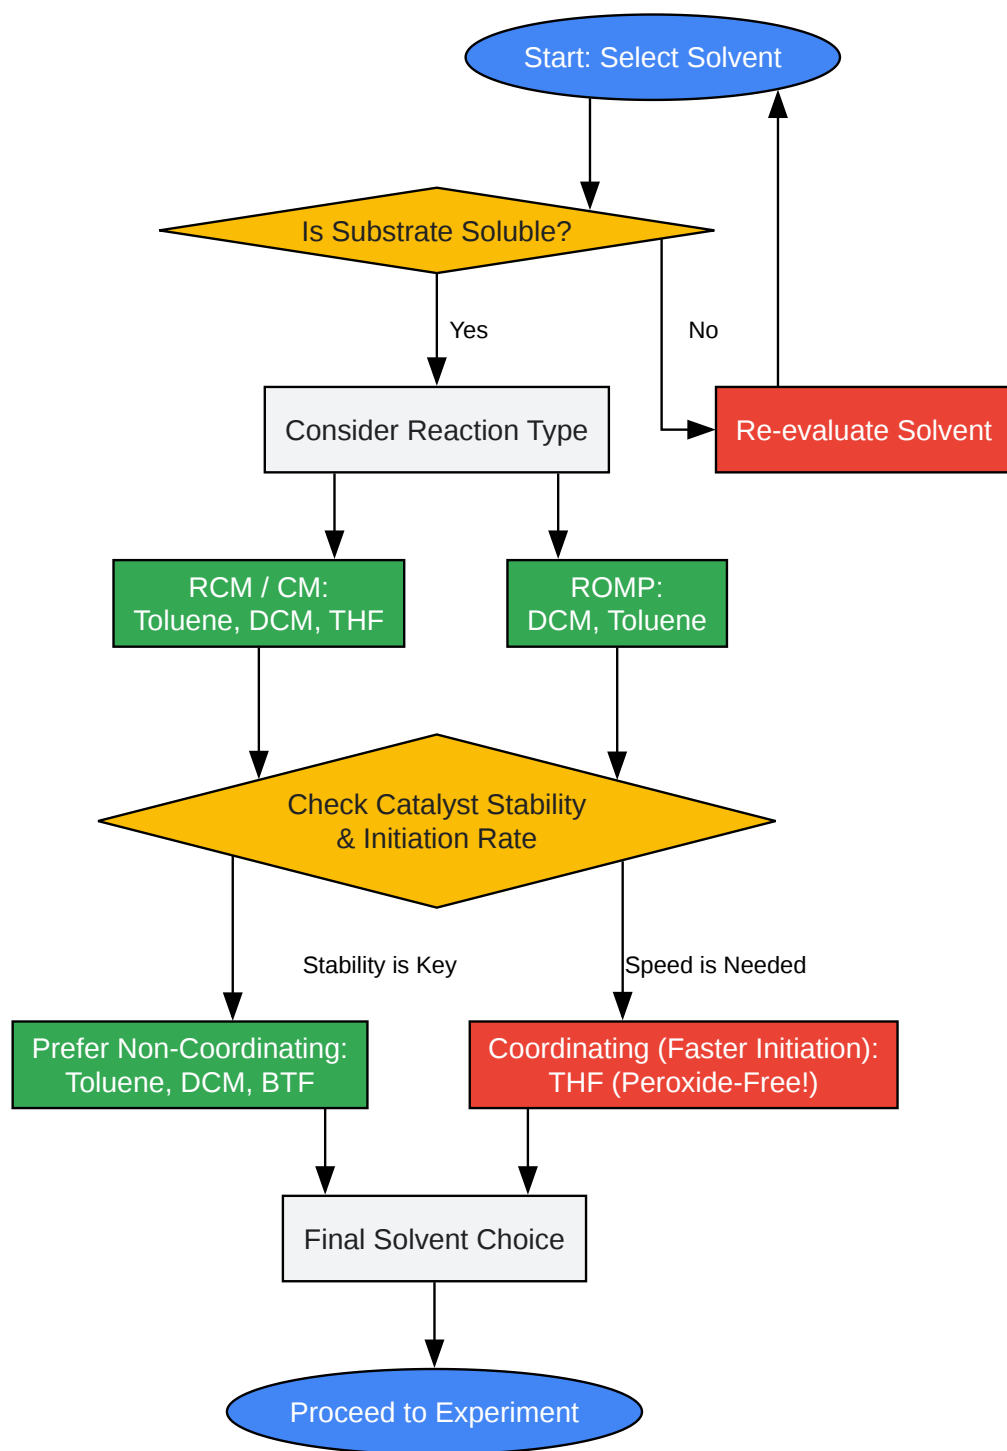 Start: Select Solvent
Is Substrate Soluble?
Yes
No
Consider Reaction Type
Re-evaluate Solvent
RCM / CM:
Toluene, DCM, THF
ROMP:
DCM, Toluene
Check Catalyst Stability
& Initiation Rate
Stability is Key
Speed is Needed
Prefer Non-Coordinating:
Toluene, DCM, BTF
Coordinating (Faster Initiation):
THF (Peroxide-Free!)
Final Solvent Choice
Proceed to Experiment